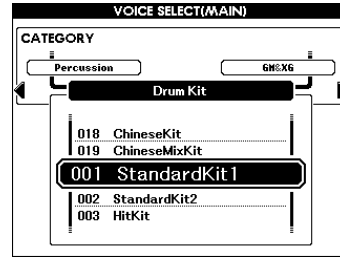 VOICE SELECT(MAIN)
CATEGORY
Percussion
GM&XG
Drum Kit
018 ChineseKit
019 ChineseMixKit
001 StandardKit1
002 StandardKit2
003 HitKit